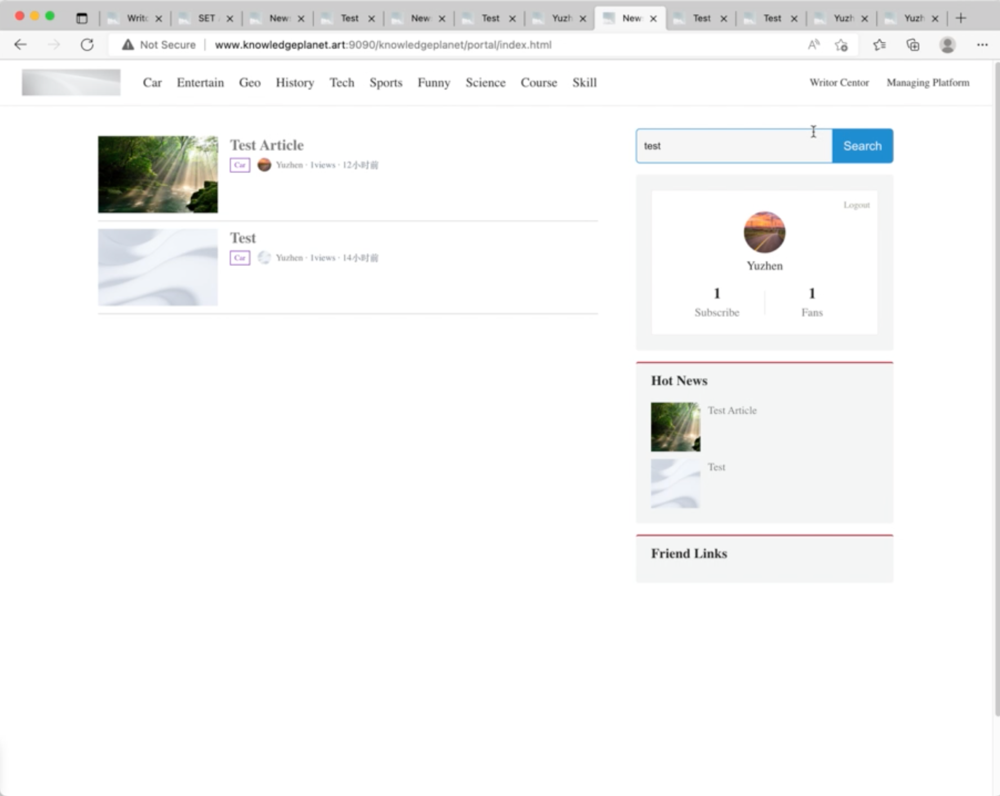 Writc SET New Test New Test Yuzh New Test Test Yuzh Yuzh
Not Secure www.knowledgeplanet.art:9090/knowledgeplanet/portal/index.html
Car Entertain Geo History Tech Sports Funny Science Course Skill Writor Centor Managing Platform
test Search
Test Article
Car Yuzhen · 1views · 12小时前
Test
Car Yuzhen · 1views · 14小时前
Logout
Yuzhen
1 1
Subscribe Fans
Hot News
Test Article
Test
Friend Links